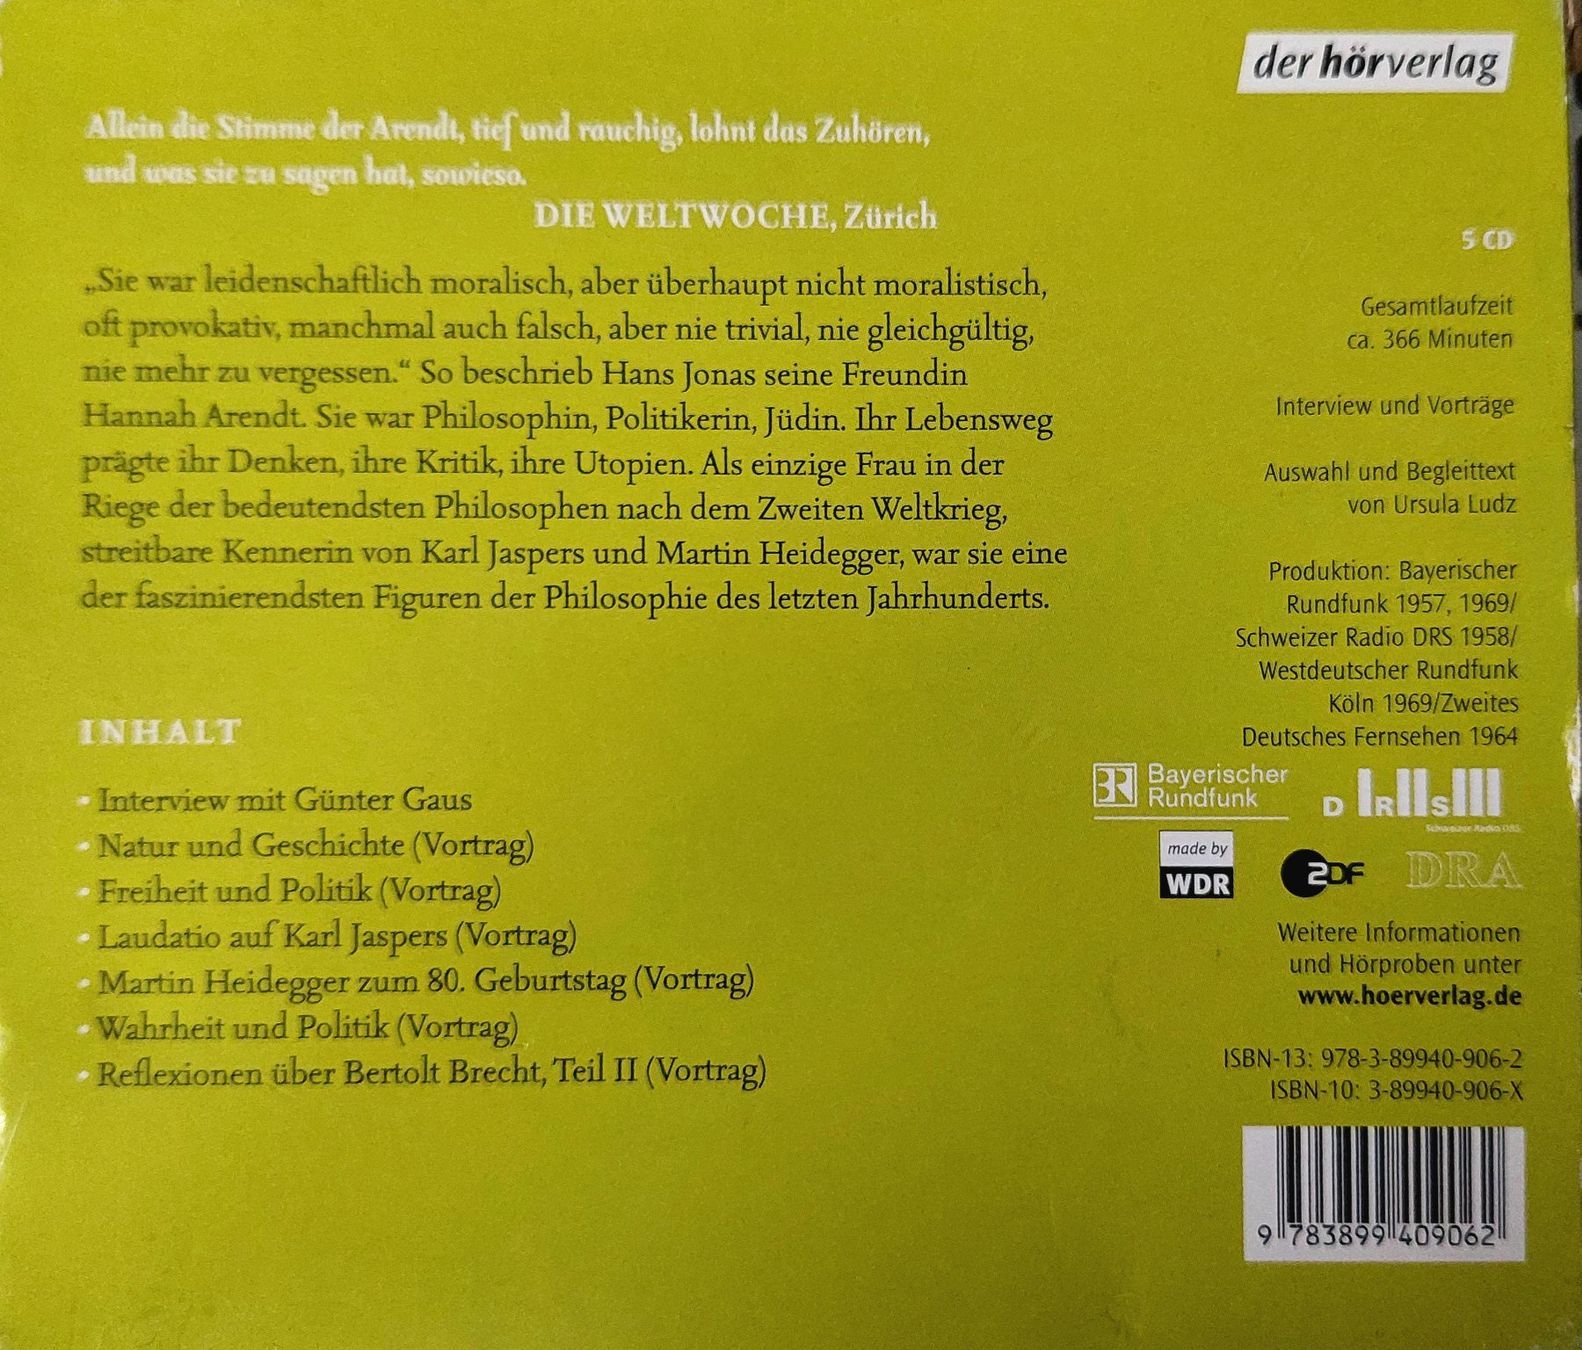 der hörverlag
Allein die Stimme der Arendt, tief und rauchig, lohnt das Zuhören,
und was sie zu sagen hat, sowieso.
DIE WELTWOCHE, Zürich
„Sie war leidenschaftlich moralisch, aber überhaupt nicht moralistisch,
oft provokativ, manchmal auch falsch, aber nie trivial, nie gleichgültig,
nie mehr zu vergessen.“ So beschrieb Hans Jonas seine Freundin
Hannah Arendt. Sie war Philosophin, Politikerin, Jüdin. Ihr Lebensweg
prägte ihr Denken, ihre Kritik, ihre Utopien. Als einzige Frau in der
Riege der bedeutendsten Philosophen nach dem Zweiten Weltkrieg,
streitbare Kennerin von Karl Jaspers und Martin Heidegger, war sie eine
der faszinierendsten Figuren der Philosophie des letzten Jahrhunderts.
INHALT
• Interview mit Günter Gaus
• Natur und Geschichte (Vortrag)
• Freiheit und Politik (Vortrag)
• Laudatio auf Karl Jaspers (Vortrag)
• Martin Heidegger zum 80. Geburtstag (Vortrag)
• Wahrheit und Politik (Vortrag)
• Reflexionen über Bertolt Brecht, Teil II (Vortrag)
5 CD
Gesamtlaufzeit
ca. 366 Minuten
Interview und Vorträge
Auswahl und Begleittext
von Ursula Ludz
Produktion: Bayerischer
Rundfunk 1957, 1969/
Schweizer Radio DRS 1958/
Westdeutscher Rundfunk
Köln 1969/Zweites
Deutsches Fernsehen 1964
BR Bayerischer
Rundfunk
DRS
Schweizer Radio DRS
made by
WDR
ZDF
DRA
Weitere Informationen
und Hörproben unter
www.hoerverlag.de
ISBN-13: 978-3-89940-906-2
ISBN-10: 3-89940-906-X
9 783899 409062